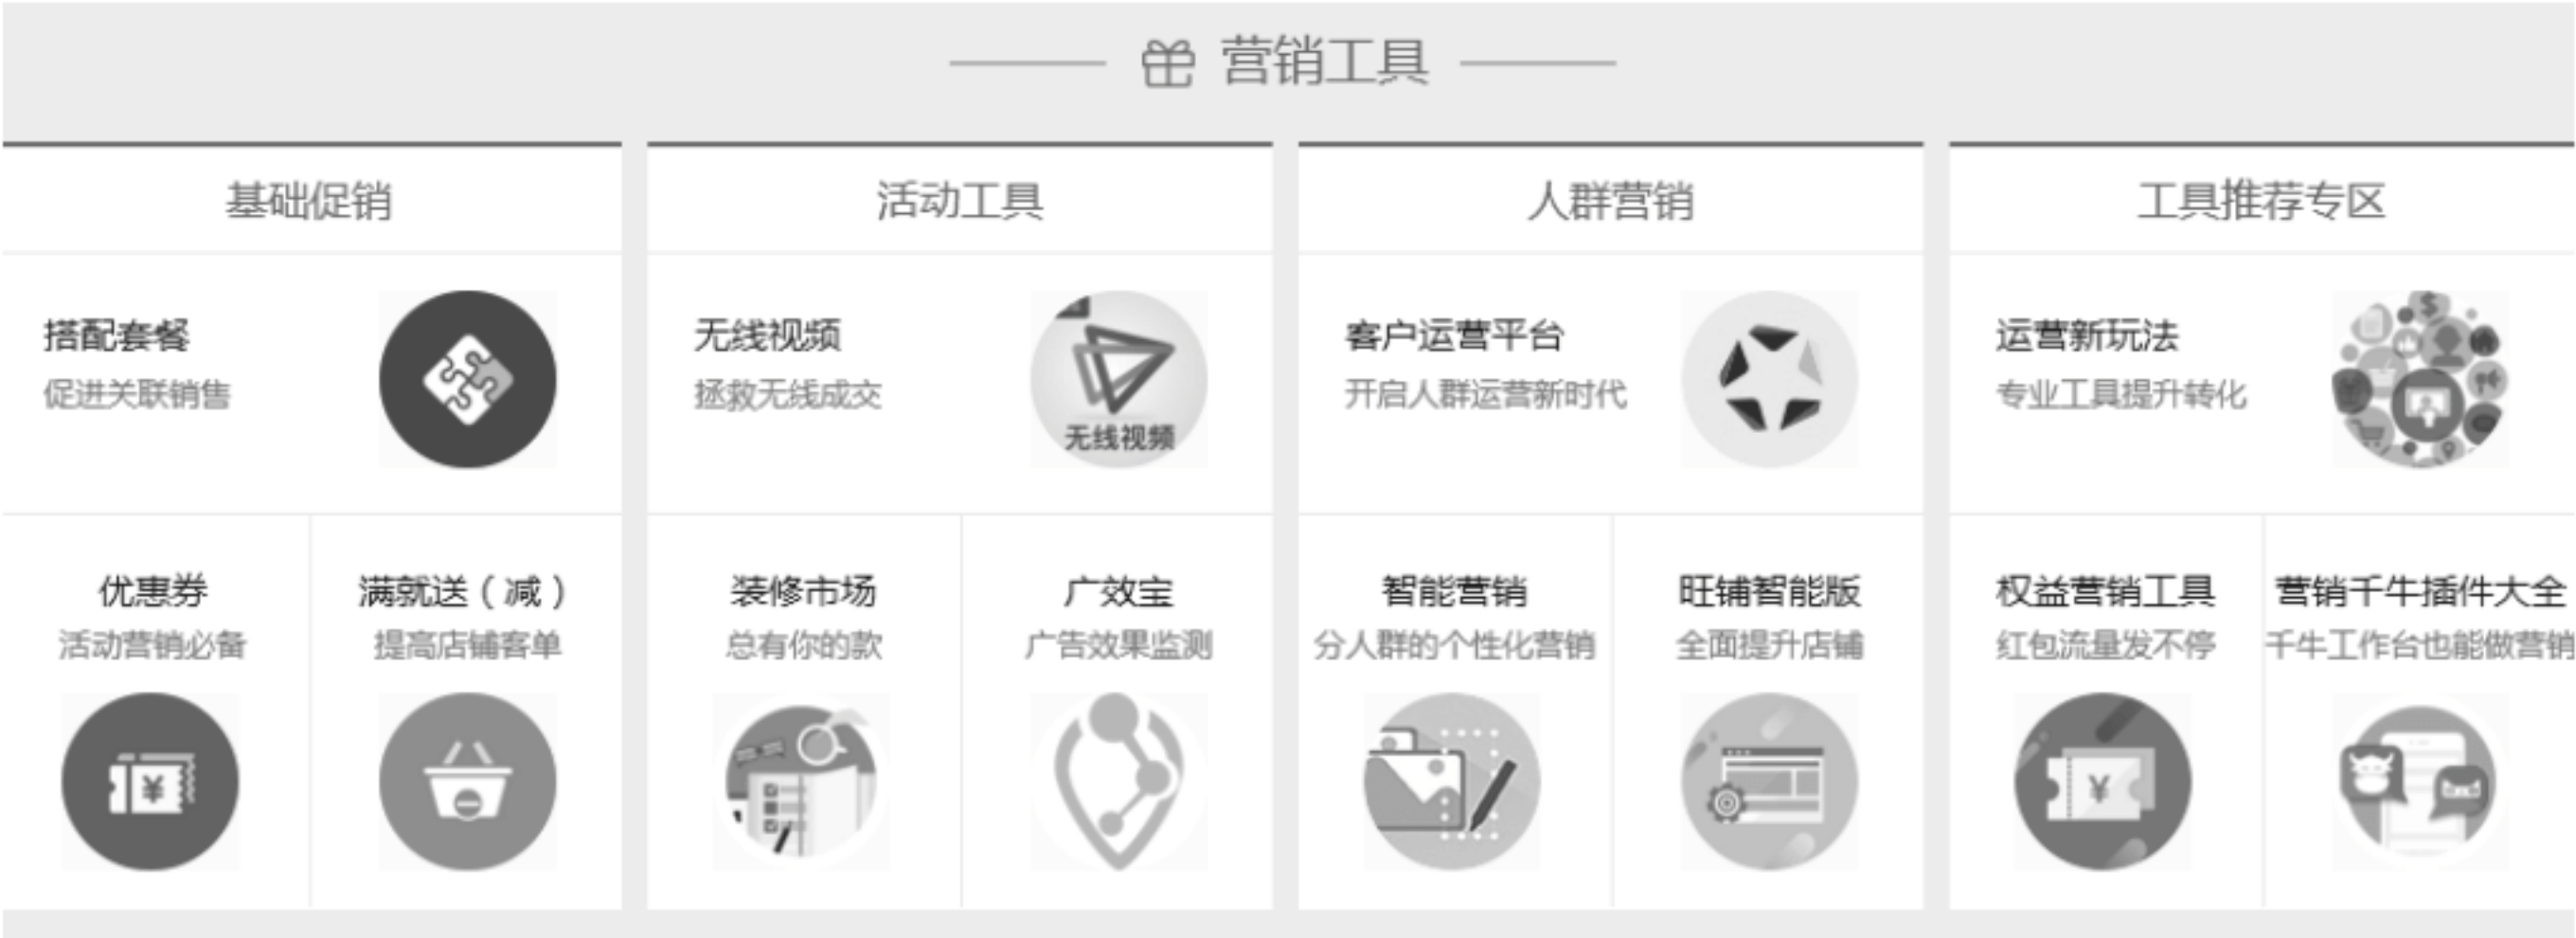 营销工具
基础促销
搭配套餐
促进关联销售
优惠券
活动营销必备
满就送（减）
提高店铺客单
活动工具
无线视频
拯救无线成交
无线视频
装修市场
总有你的款
广效宝
广告效果监测
人群营销
客户运营平台
开启人群运营新时代
智能营销
分人群的个性化营销
旺铺智能版
全面提升店铺
工具推荐专区
运营新玩法
专业工具提升转化
权益营销工具
红包流量发不停
营销千牛插件大全
千牛工作台也能做营销